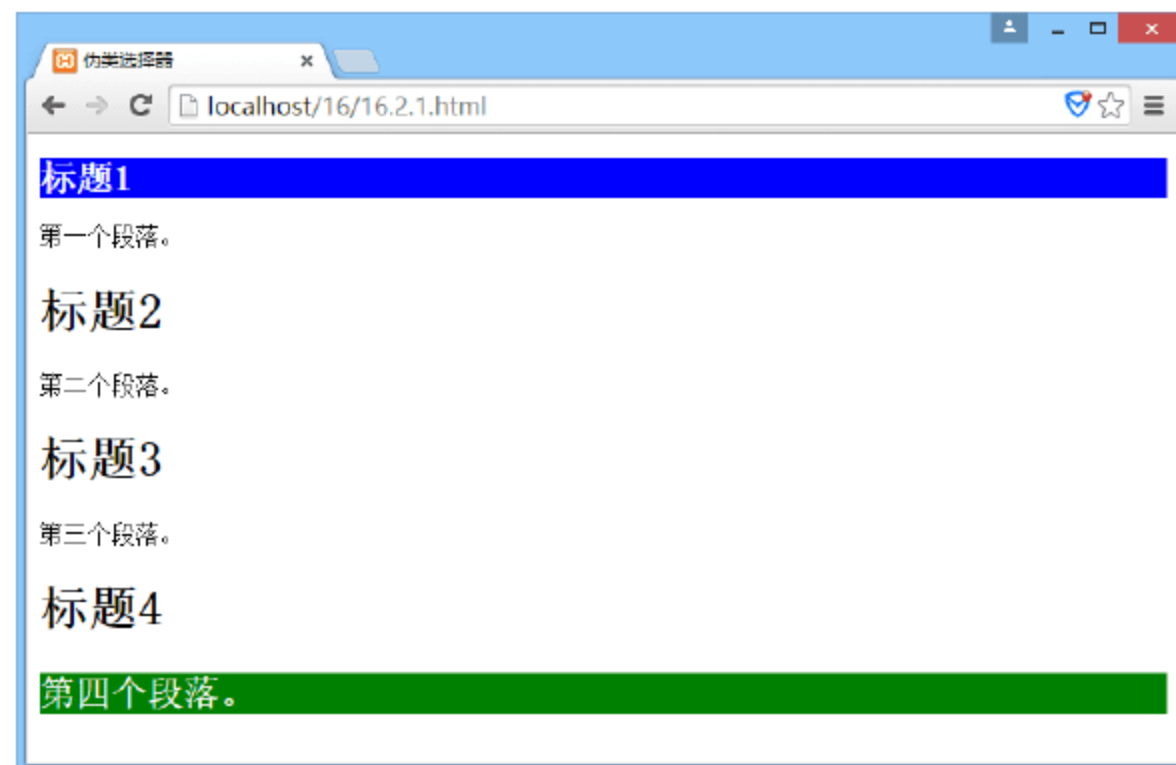 伪类选择器
localhost/16/16.2.1.html
标题1
第一个段落。
标题2
第二个段落。
标题3
第三个段落。
标题4
第四个段落。